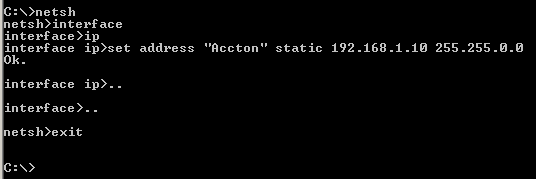 C:\>netsh
netsh>interface
interface>ip
interface ip>set address "Accton" static 192.168.1.10 255.255.0.0
Ok.
interface ip>..
interface>..
netsh>exit
C:\>